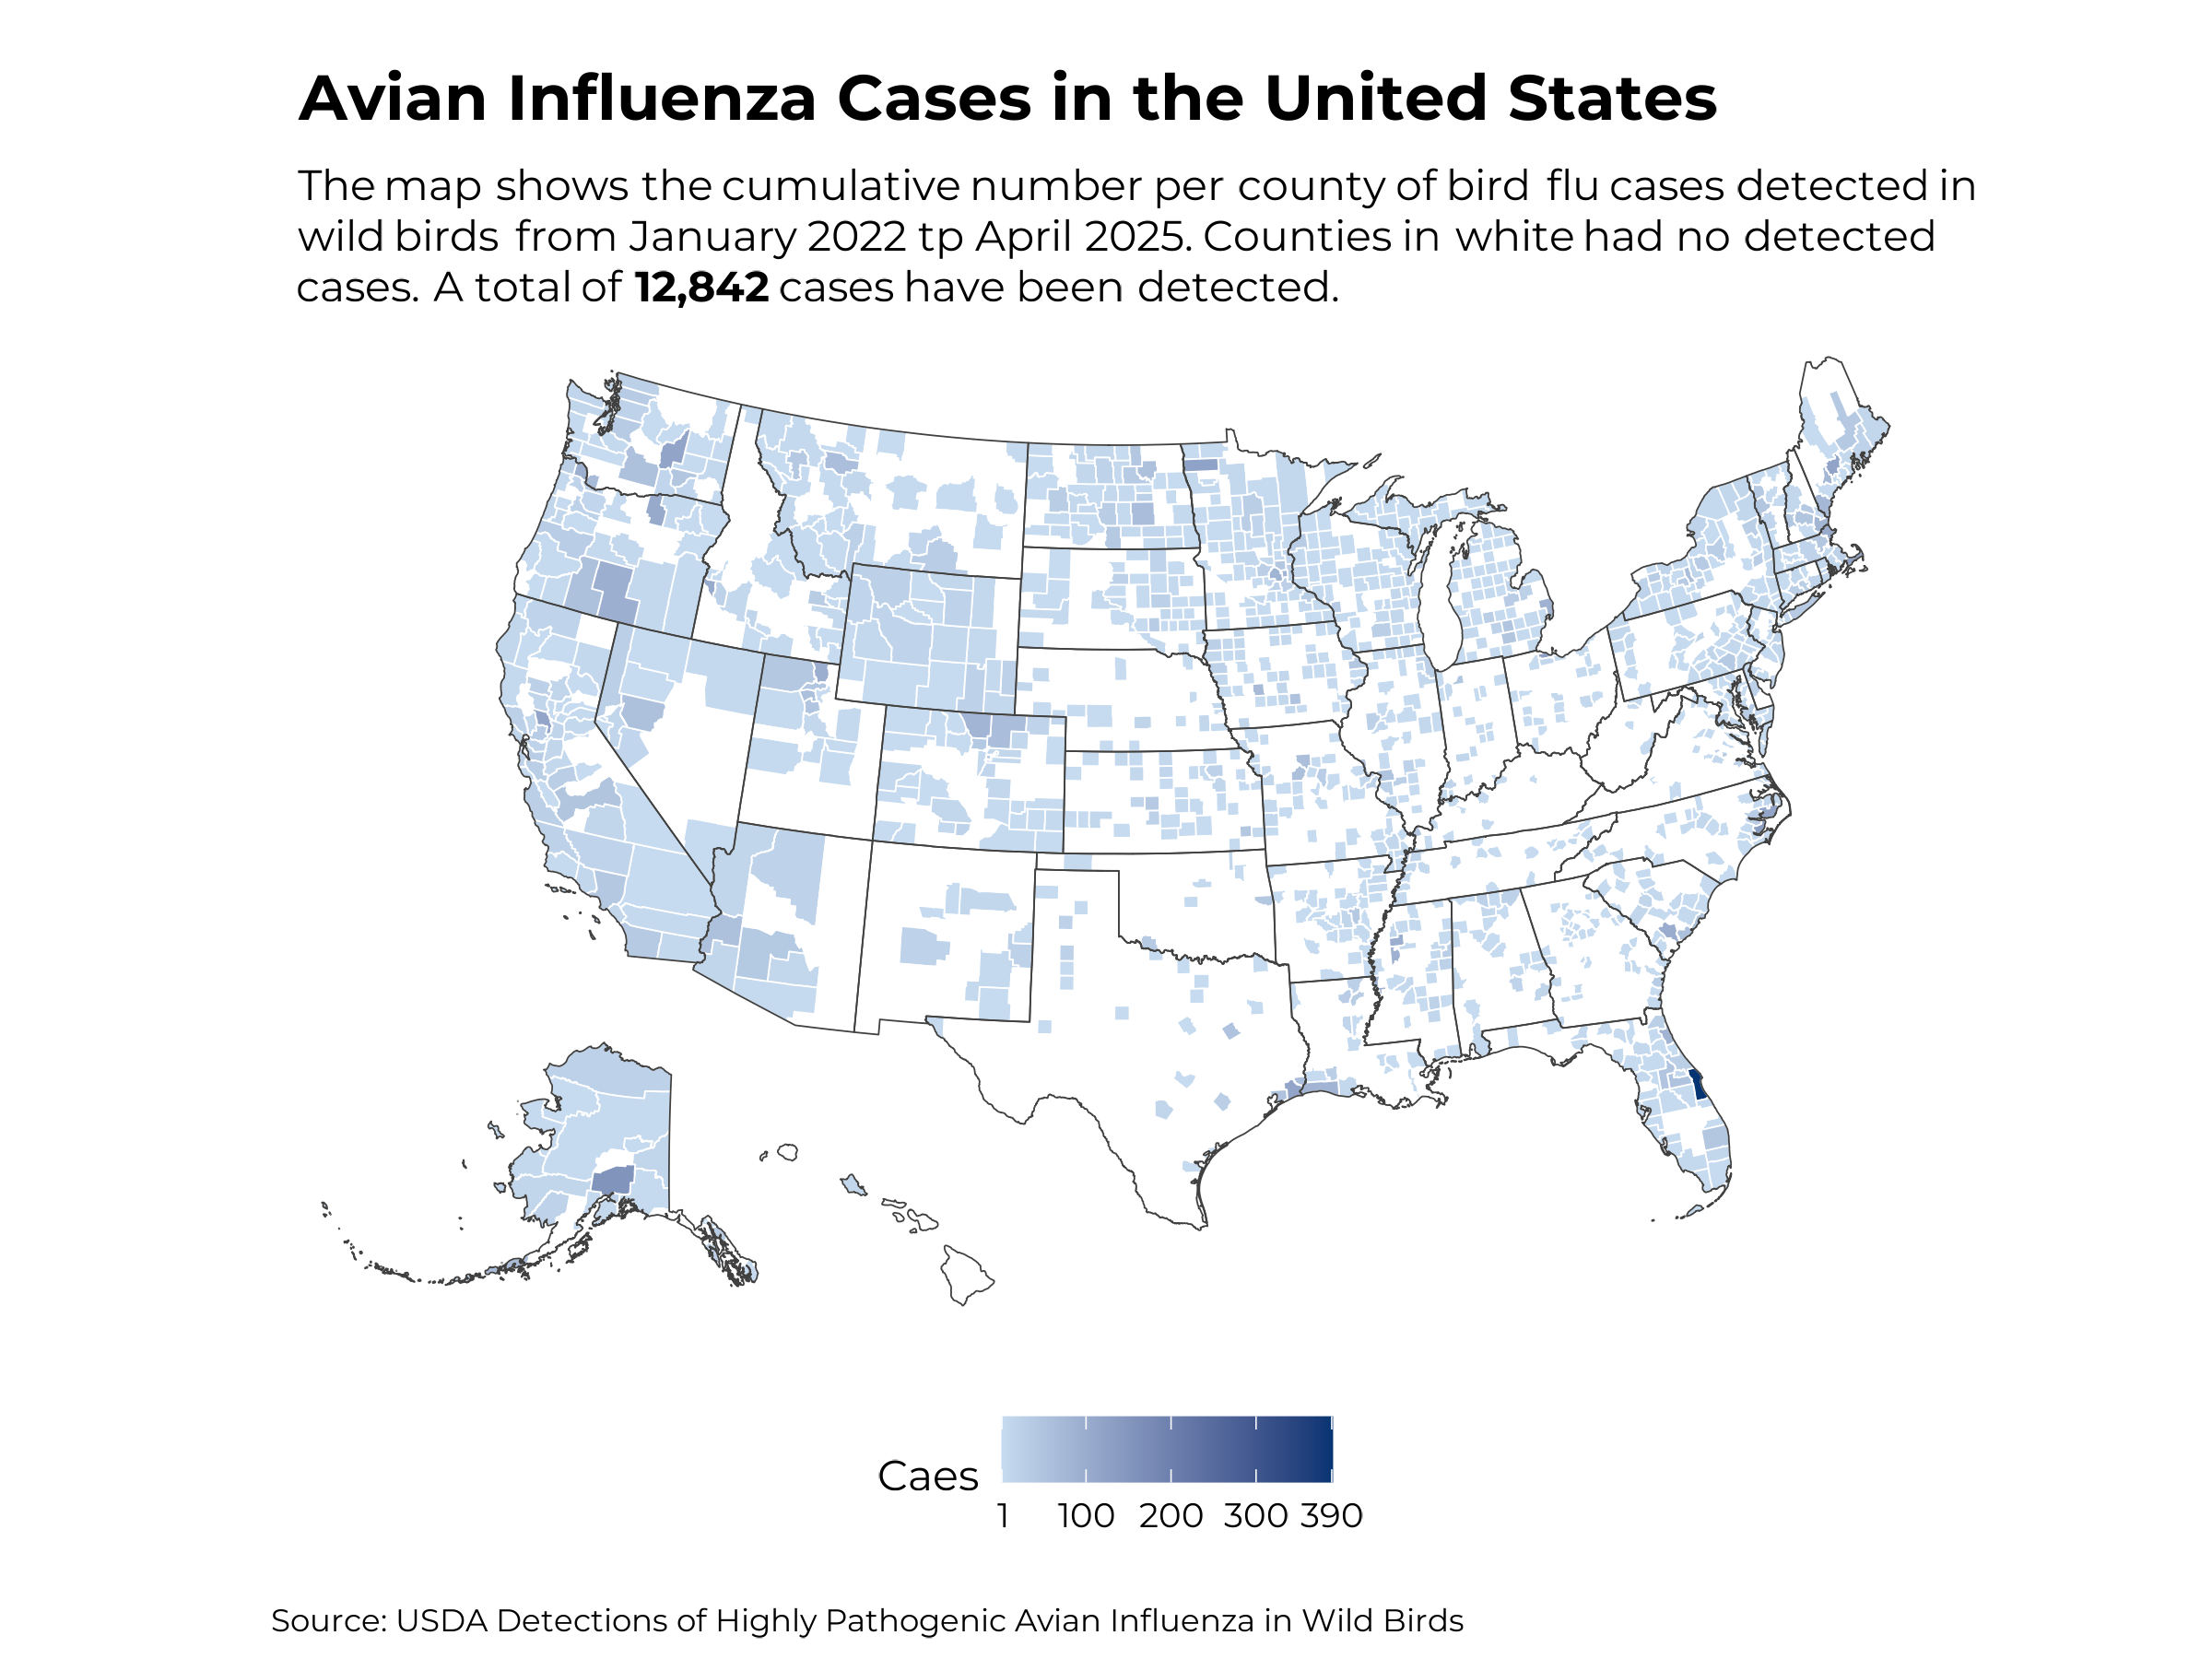 Avian Influenza Cases in the United States
The map shows the cumulative number per county of bird flu cases detected in
wild birds from January 2022 tp April 2025. Counties in white had no detected
cases. A total of 12,842 cases have been detected.
Caes
1 100 200 300 390
Source: USDA Detections of Highly Pathogenic Avian Influenza in Wild Birds